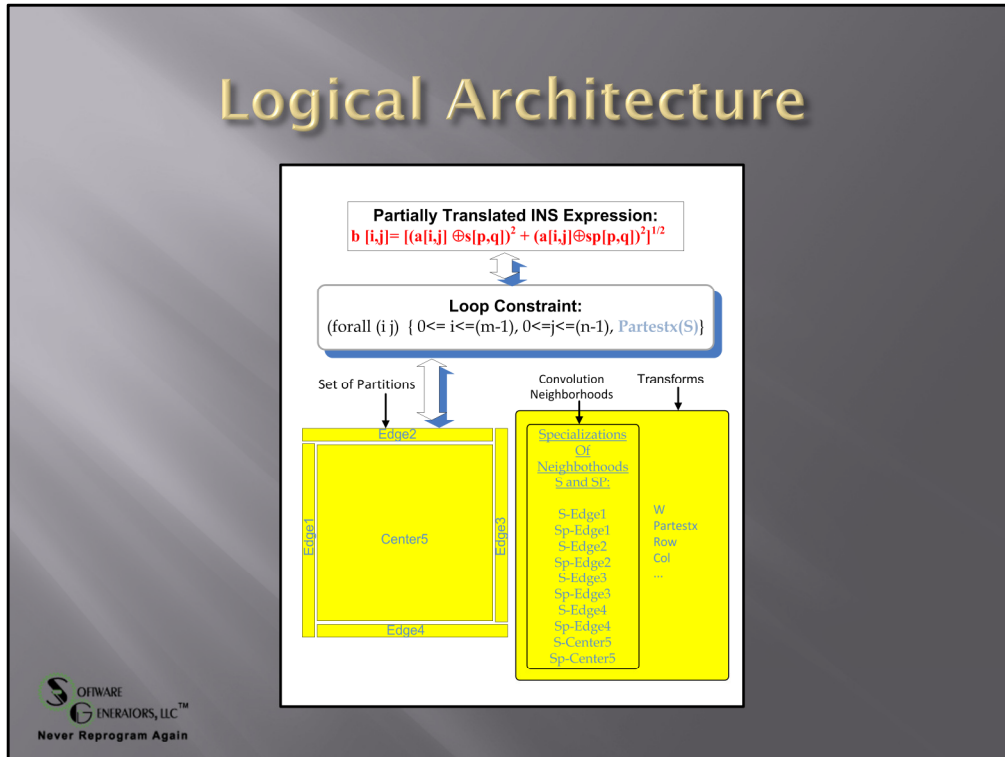 Logical Architecture
Partially Translated INS Expression:
b [i,j]= [(a[i,j] ⊕s[p,q])² + (a[i,j]⊕sp[p,q])²]^1/2
Loop Constraint:
(forall (i j) { 0<= i<=(m-1), 0<=j<=(n-1), Partestx(S)}
Set of Partitions
Convolution
Neighborhoods
Transforms
Edge2
Edge1
Center5
Edge3
Edge4
Specializations
Of
Neighbothoods
S and SP:
S-Edge1
Sp-Edge1
S-Edge2
Sp-Edge2
S-Edge3
Sp-Edge3
S-Edge4
Sp-Edge4
S-Center5
Sp-Center5
W
Partestx
Row
Col
...
SOFTWARE
GENERATORS, LLC™
Never Reprogram Again